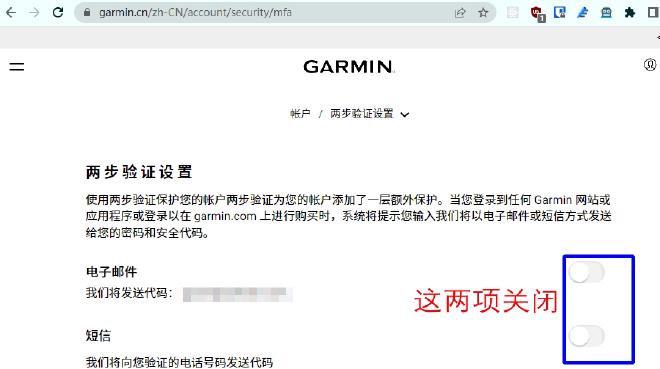 garmin.cn/zh-CN/account/security/mfa
1
GARMIN.
帐户 / 两步验证设置
两步验证设置
使用两步验证保护您的帐户两步验证为您的帐户添加了一层额外保护。当您登录到任何 Garmin 网站或
应用程序或登录以在 garmin.com 上进行购买时，系统将提示您输入我们将以电子邮件或短信方式发送
给您的密码和安全代码。
电子邮件
我们将发送代码：
这两项关闭
短信
我们将向您验证的电话号码发送代码